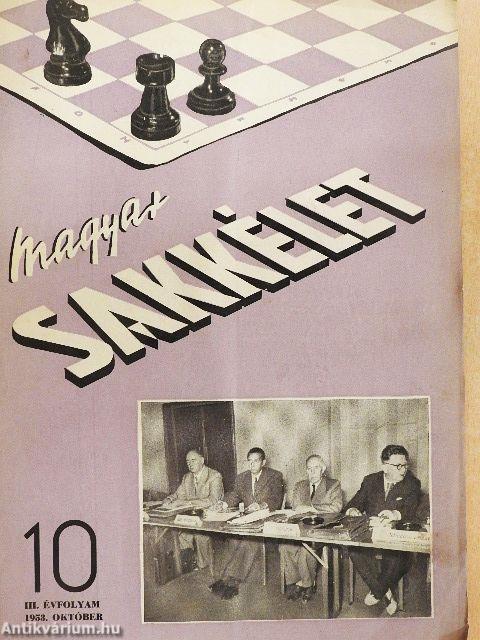 Magyar
SAKKÉLET
10
III. ÉVFOLYAM
1953. OKTÓBER
Antikvarium.hu